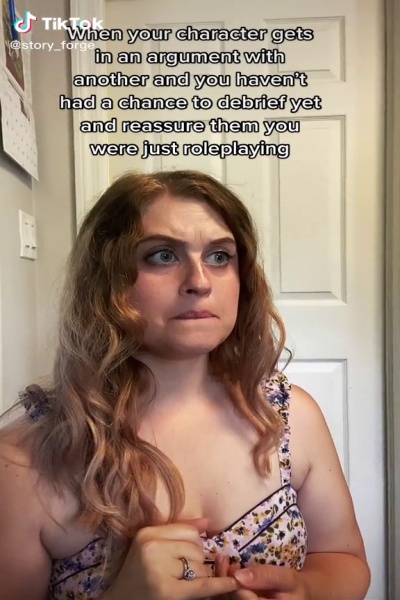 TikTok
@story_forge
When your character gets
in an argument with
another and you haven't
had a chance to debrief yet
and reassure them you
were just roleplaying